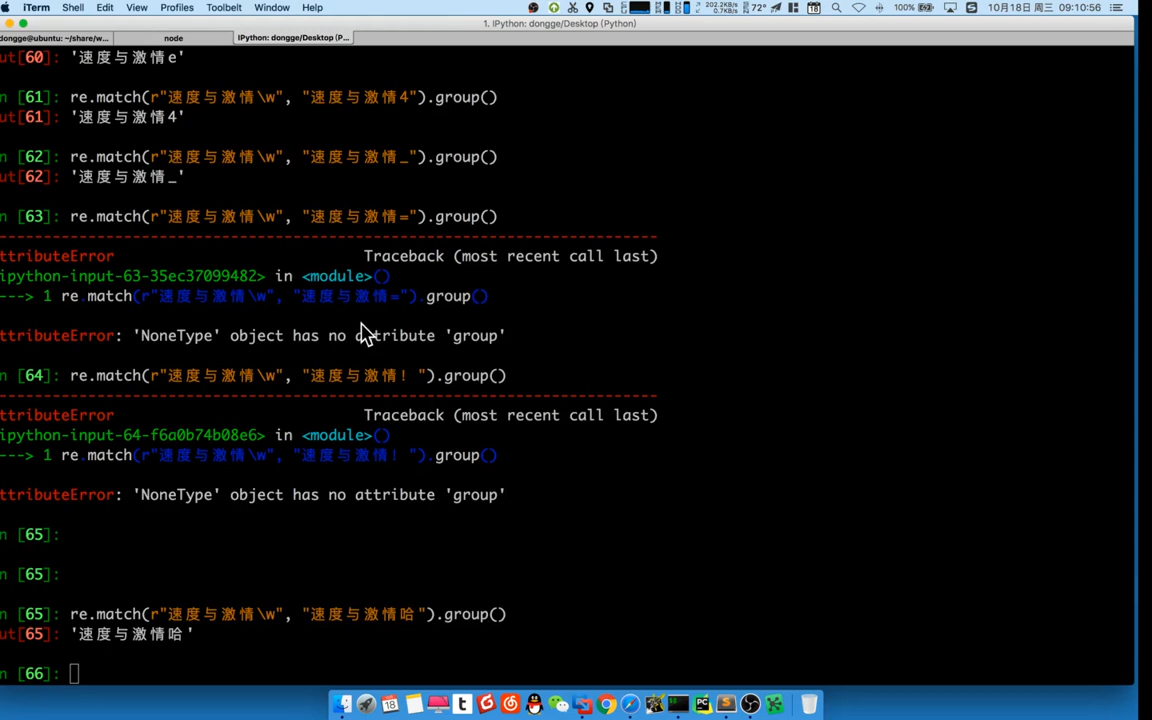 iTerm Shell Edit View Profiles Toolbelt Window Help 202.2KB/s 0.7KB/s 72° 18 100% 10月18日 周三 09:10:56
1. IPython: dongge/Desktop (Python)
dongge@ubuntu: ~/share/w... node IPython: dongge/Desktop (P...
ut[60]: '速度与激情e'
n [61]: re.match(r"速度与激情\w", "速度与激情4").group()
ut[61]: '速度与激情4'
n [62]: re.match(r"速度与激情\w", "速度与激情_").group()
ut[62]: '速度与激情_'
n [63]: re.match(r"速度与激情\w", "速度与激情=").group()
---------------------------------------------------------------------------
ttributeError Traceback (most recent call last)
ipython-input-63-35ec37099482> in <module>()
---> 1 re.match(r"速度与激情\w", "速度与激情=").group()
ttributeError: 'NoneType' object has no attribute 'group'
n [64]: re.match(r"速度与激情\w", "速度与激情！").group()
---------------------------------------------------------------------------
ttributeError Traceback (most recent call last)
ipython-input-64-f6a0b74b08e6> in <module>()
---> 1 re.match(r"速度与激情\w", "速度与激情！").group()
ttributeError: 'NoneType' object has no attribute 'group'
n [65]:
n [65]:
n [65]: re.match(r"速度与激情\w", "速度与激情哈").group()
ut[65]: '速度与激情哈'
n [66]: